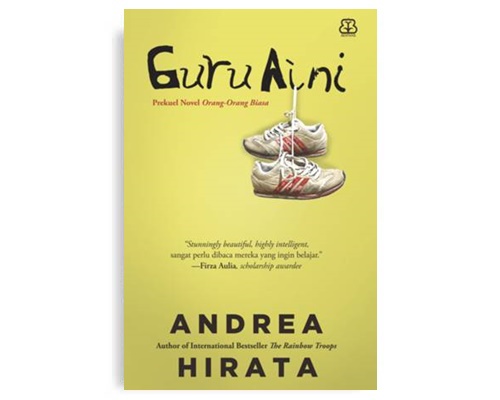 Guru Aini
Prekuel Novel Orang-Orang Biasa
"Stunningly beautiful, highly intelligent,
sangat perlu dibaca mereka yang ingin belajar."
—Firza Aulia, scholarship awarder
ANDREA
Author of International Bestseller The Rainbow Troops
HIRATA